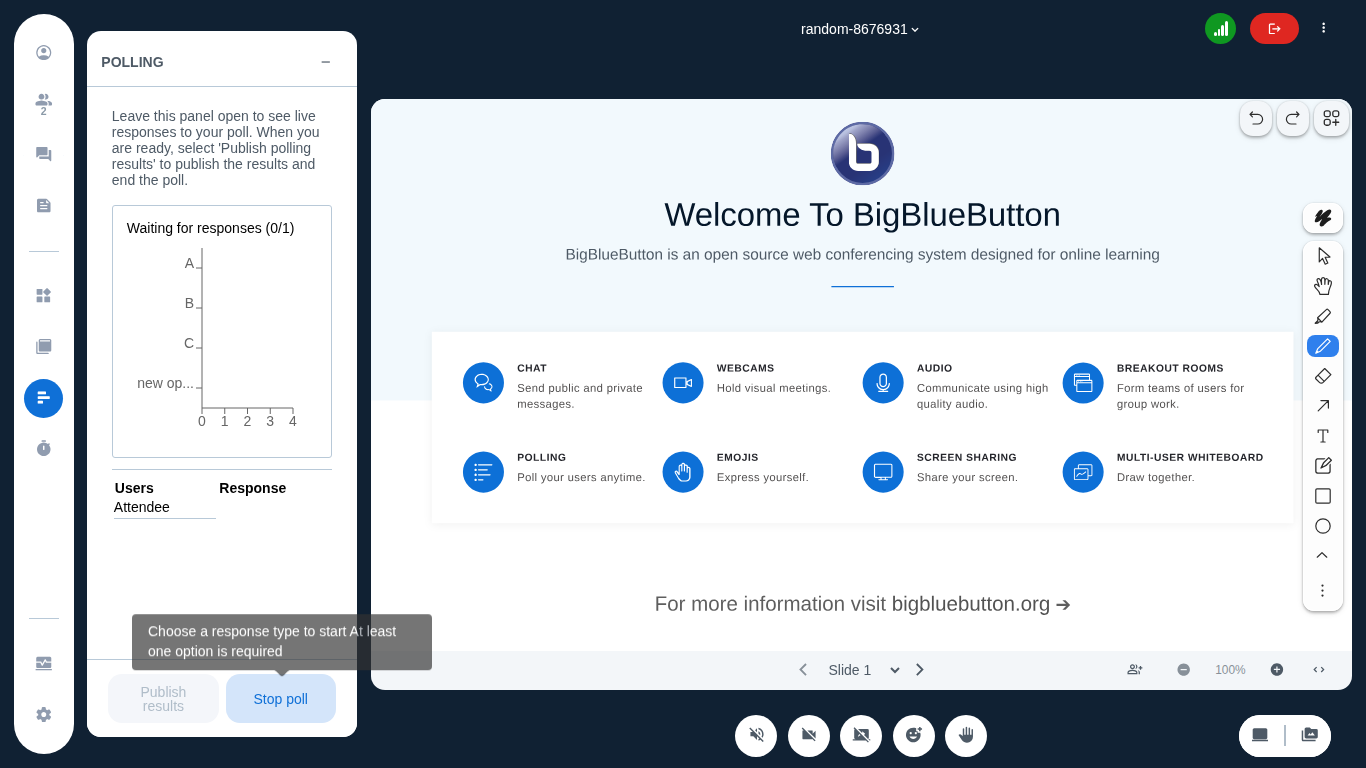 random-8676931
POLLING
2
Leave this panel open to see live
responses to your poll. When you
are ready, select 'Publish polling
results' to publish the results and
end the poll.
Waiting for responses (0/1)
A
B
C
new op...
0 1 2 3 4
Users Response
Attendee
Choose a response type to start At least
one option is required
Publish
results
Stop poll
Welcome To BigBlueButton
BigBlueButton is an open source web conferencing system designed for online learning
CHAT
Send public and private
messages.
WEBCAMS
Hold visual meetings.
AUDIO
Communicate using high
quality audio.
BREAKOUT ROOMS
Form teams of users for
group work.
POLLING
Poll your users anytime.
EMOJIS
Express yourself.
SCREEN SHARING
Share your screen.
MULTI-USER WHITEBOARD
Draw together.
For more information visit bigbluebutton.org ➔
Slide 1
100%